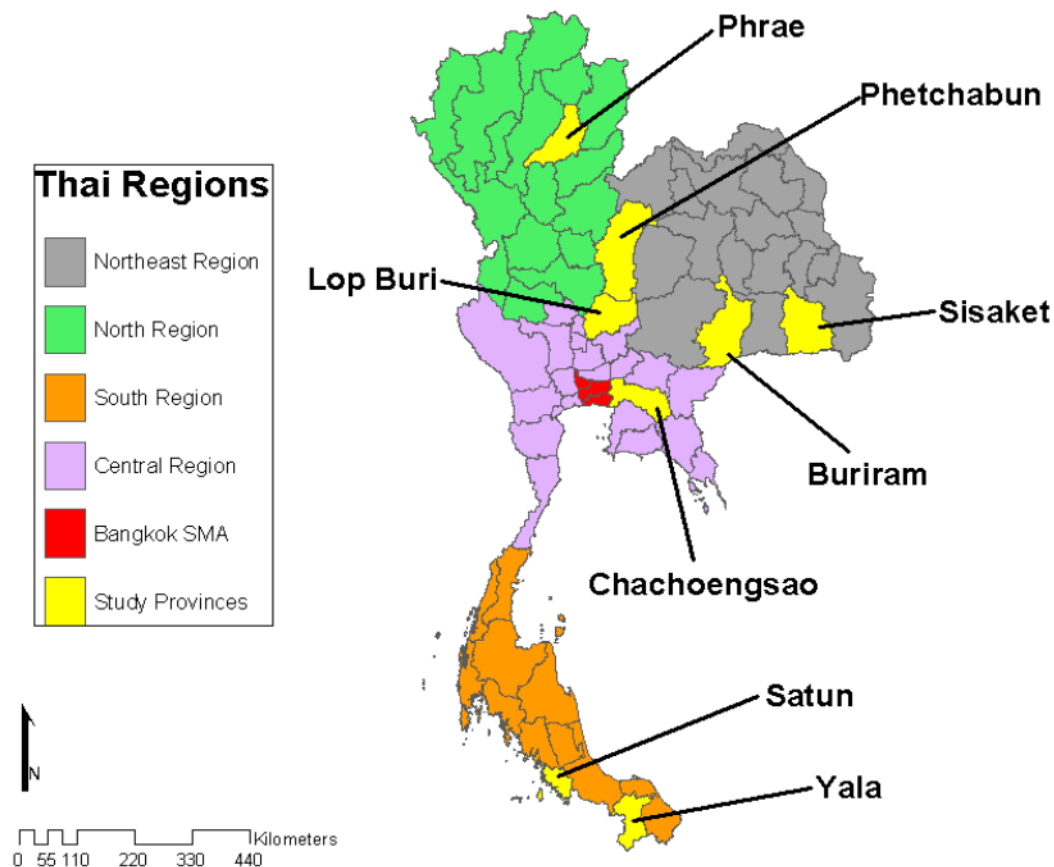 Phrae
Phetchabun
Thai Regions
Northeast Region
North Region
South Region
Central Region
Bangkok SMA
Study Provinces
Lop Buri
Sisaket
Buriram
Chachoengsao
Satun
Yala
N
Kilometers
0 55 110 220 330 440